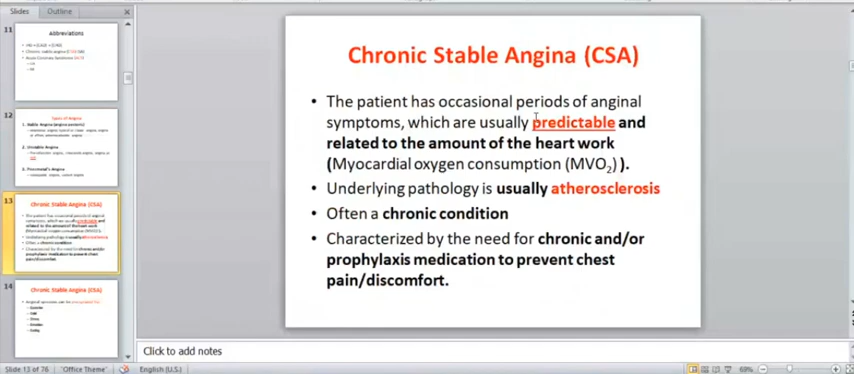 Slides
Outline
11
Abbreviations
12
Types of Angina
13
Chronic Stable Angina (CSA)
14
Chronic Stable Angina (CSA)
Chronic Stable Angina (CSA)
• The patient has occasional periods of anginal
symptoms, which are usually predictable and
related to the amount of the heart work
(Myocardial oxygen consumption (MVO₂) ).
• Underlying pathology is usually atherosclerosis
• Often a chronic condition
• Characterized by the need for chronic and/or
prophylaxis medication to prevent chest
pain/discomfort.
Click to add notes
Slide 13 of 76
"Office Theme"
English (U.S.)
69%